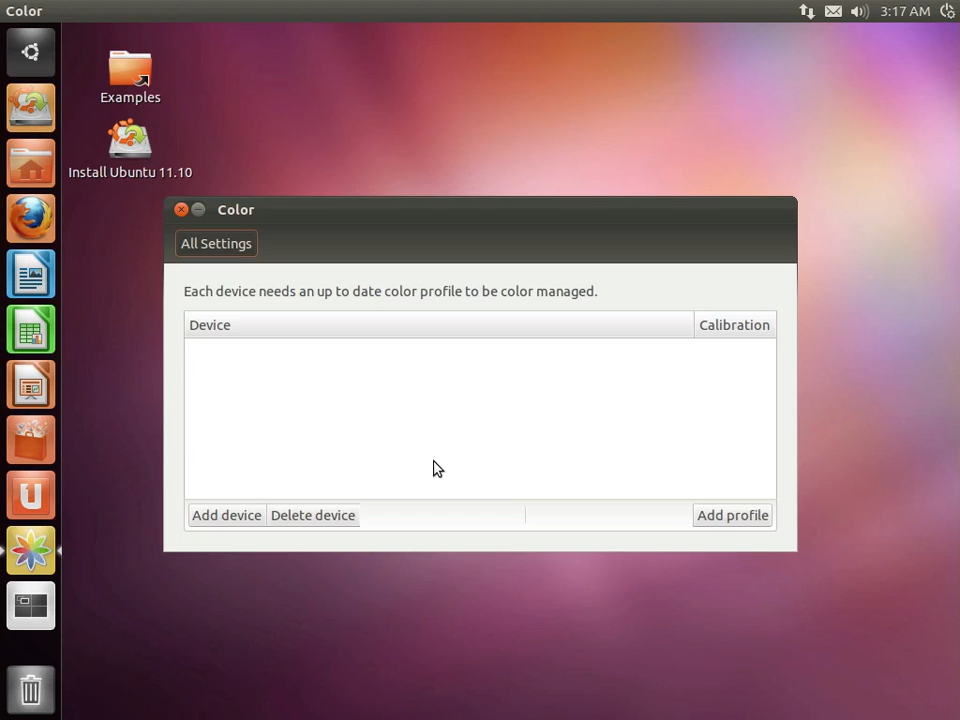 Color
3:17 AM
Examples
Install Ubuntu 11.10
Color
All Settings
Each device needs an up to date color profile to be color managed.
Device Calibration
Add device Delete device Add profile